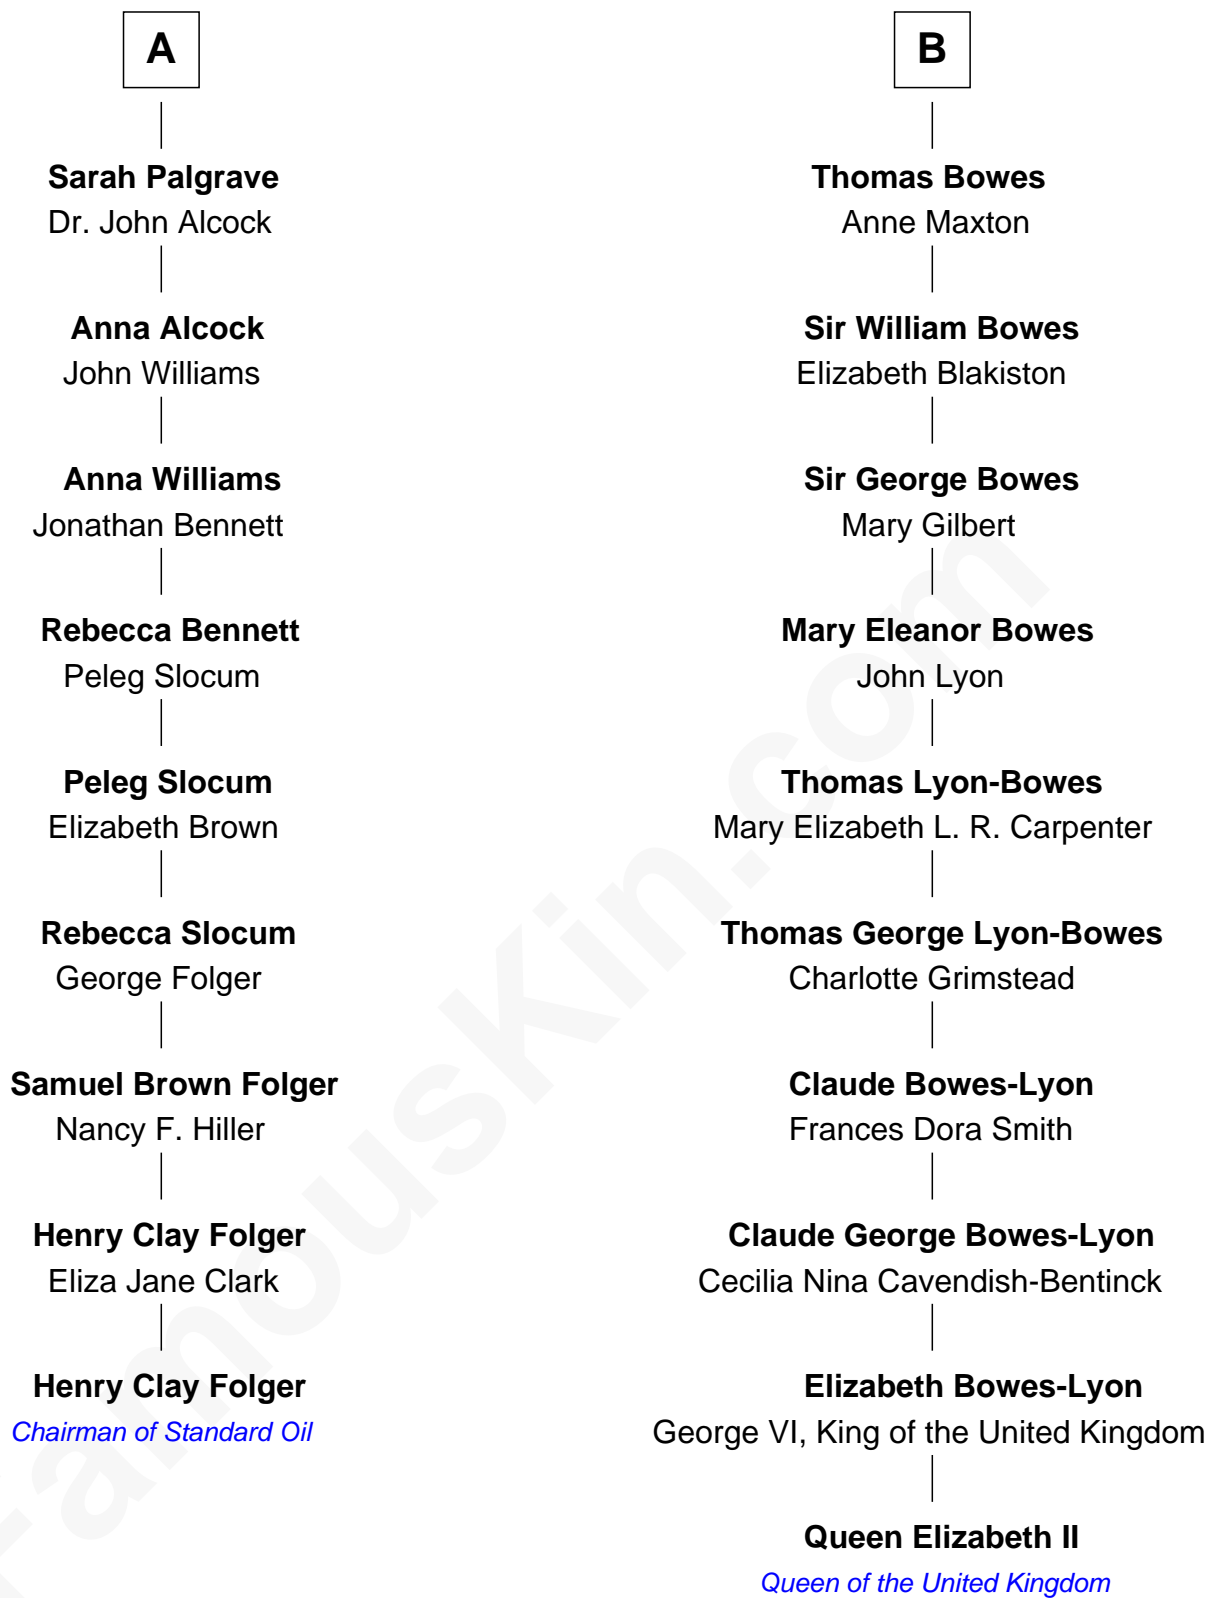 A
Sarah Palgrave
Dr. John Alcock
Anna Alcock
John Williams
Anna Williams
Jonathan Bennett
Rebecca Bennett
Peleg Slocum
Peleg Slocum
Elizabeth Brown
Rebecca Slocum
George Folger
Samuel Brown Folger
Nancy F. Hiller
Henry Clay Folger
Eliza Jane Clark
Henry Clay Folger
Chairman of Standard Oil
B
Thomas Bowes
Anne Maxton
Sir William Bowes
Elizabeth Blakiston
Sir George Bowes
Mary Gilbert
Mary Eleanor Bowes
John Lyon
Thomas Lyon-Bowes
Mary Elizabeth L. R. Carpenter
Thomas George Lyon-Bowes
Charlotte Grimstead
Claude Bowes-Lyon
Frances Dora Smith
Claude George Bowes-Lyon
Cecilia Nina Cavendish-Bentinck
Elizabeth Bowes-Lyon
George VI, King of the United Kingdom
Queen Elizabeth II
Queen of the United Kingdom
FamousKin.com